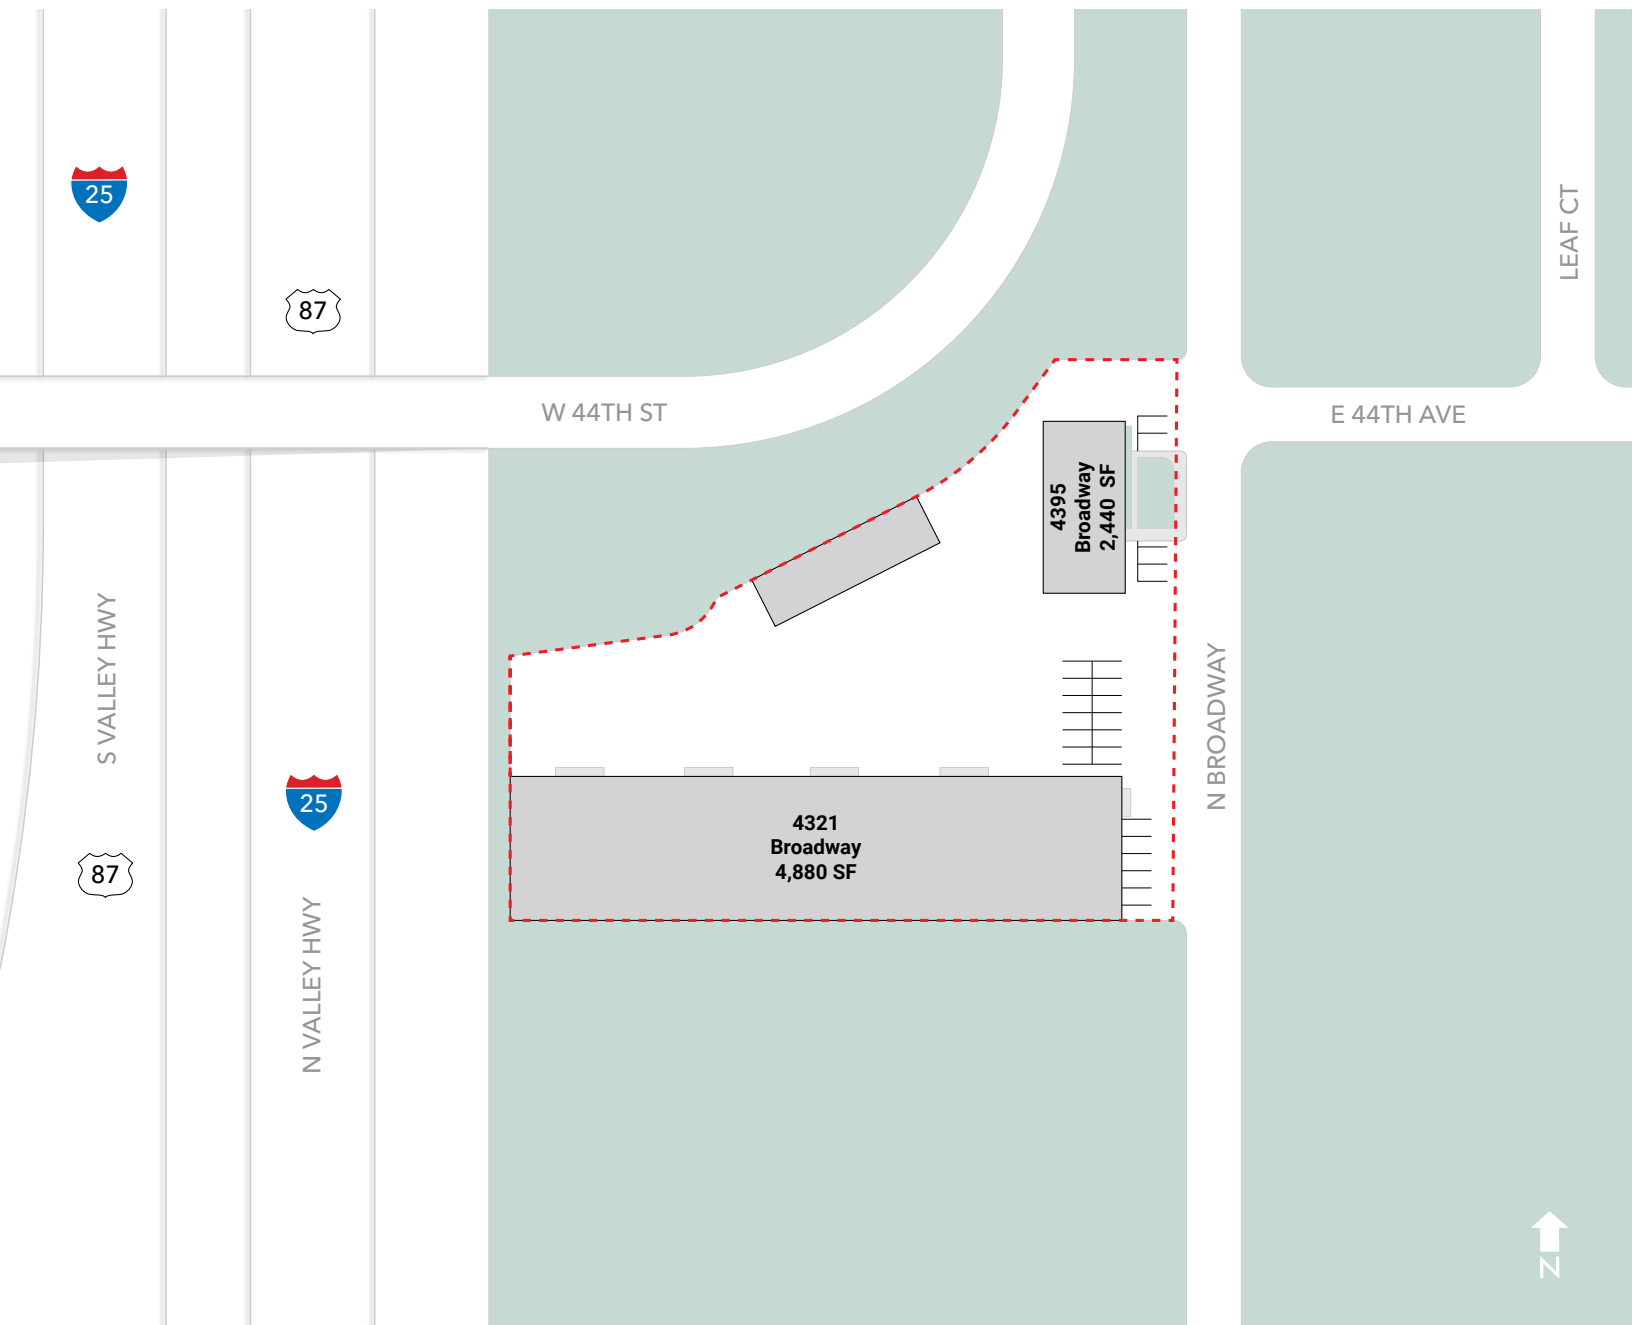 25
87
LEAF CT
W 44TH ST
E 44TH AVE
4395
Broadway
2,440 SF
S VALLEY HWY
N BROADWAY
25
4321
Broadway
4,880 SF
87
N VALLEY HWY
N